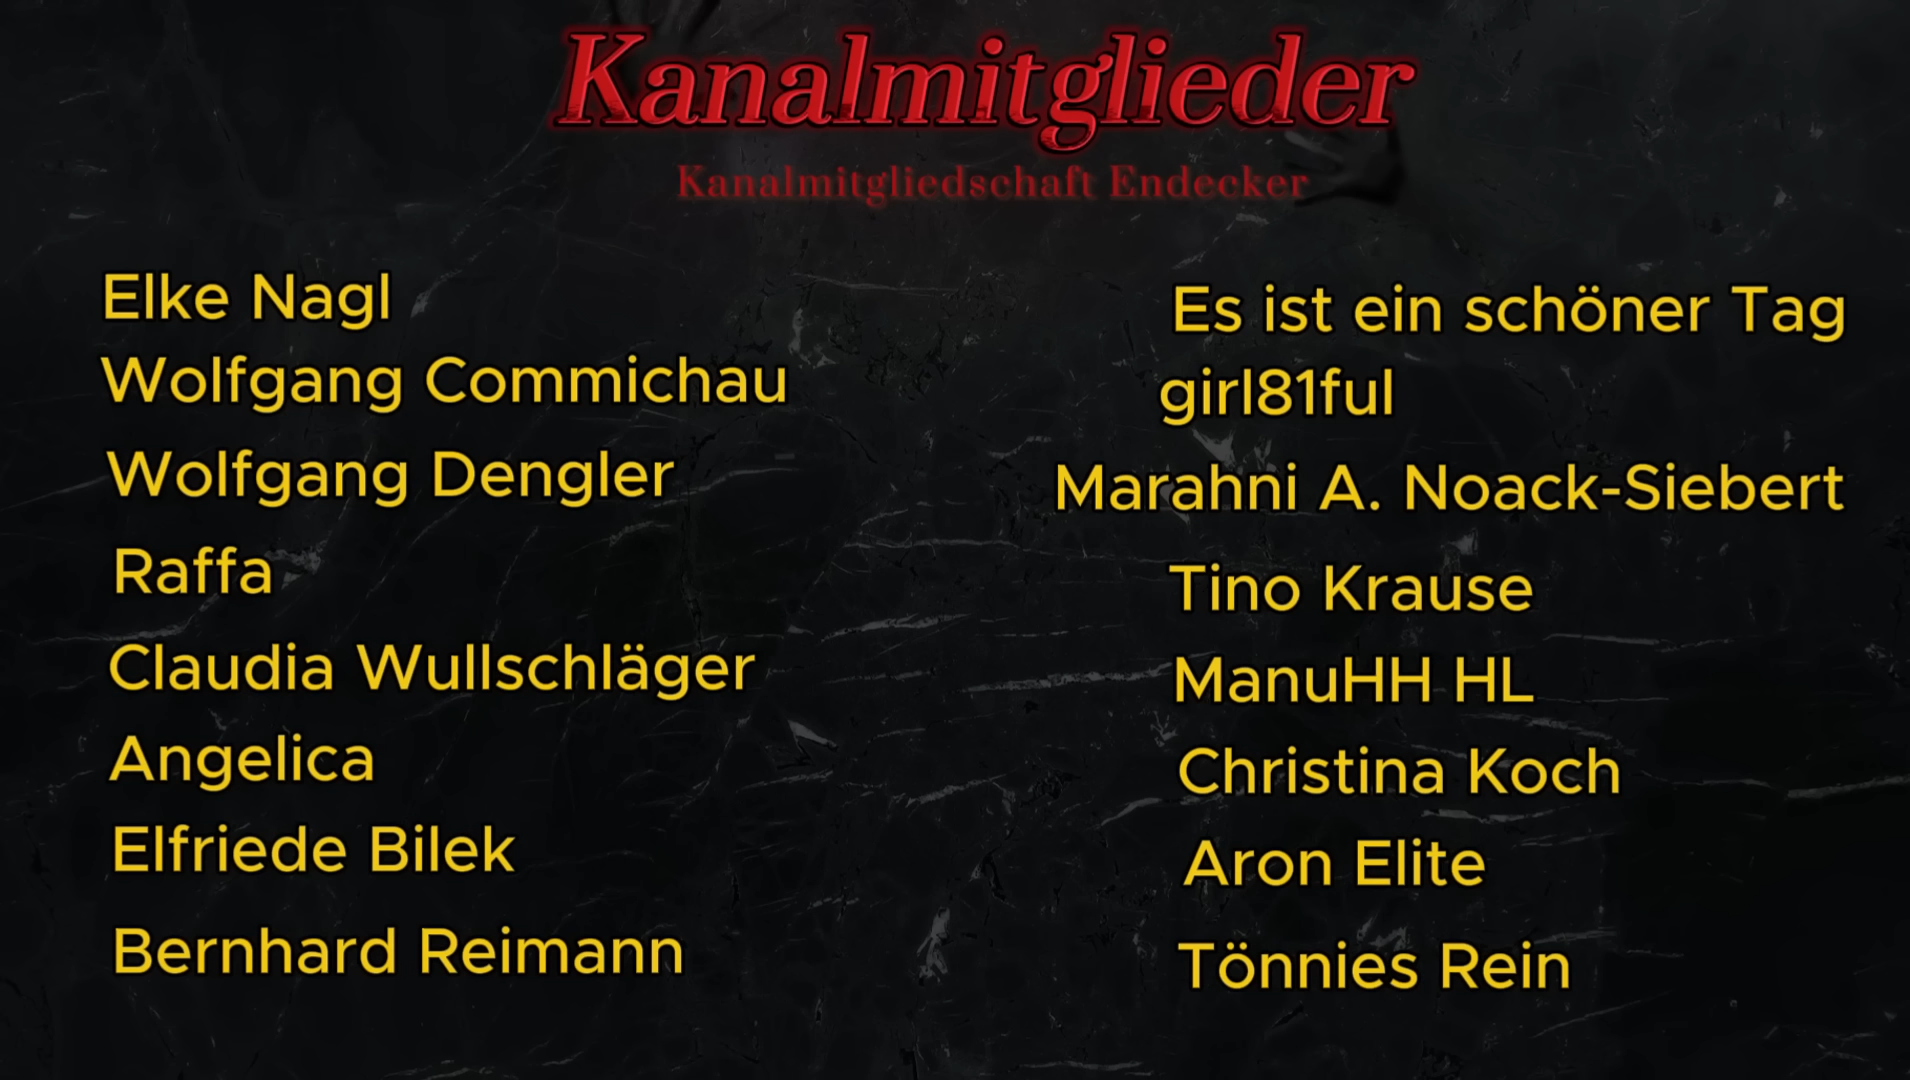 Kanalmitglieder
Kanalmitgliedschaft Endecker
Elke Nagl
Wolfgang Commichau
Wolfgang Dengler
Raffa
Claudia Wullschläger
Angelica
Elfriede Bilek
Bernhard Reimann
Es ist ein schöner Tag
girl81ful
Marahni A. Noack-Siebert
Tino Krause
ManuHH HL
Christina Koch
Aron Elite
Tönnies Rein